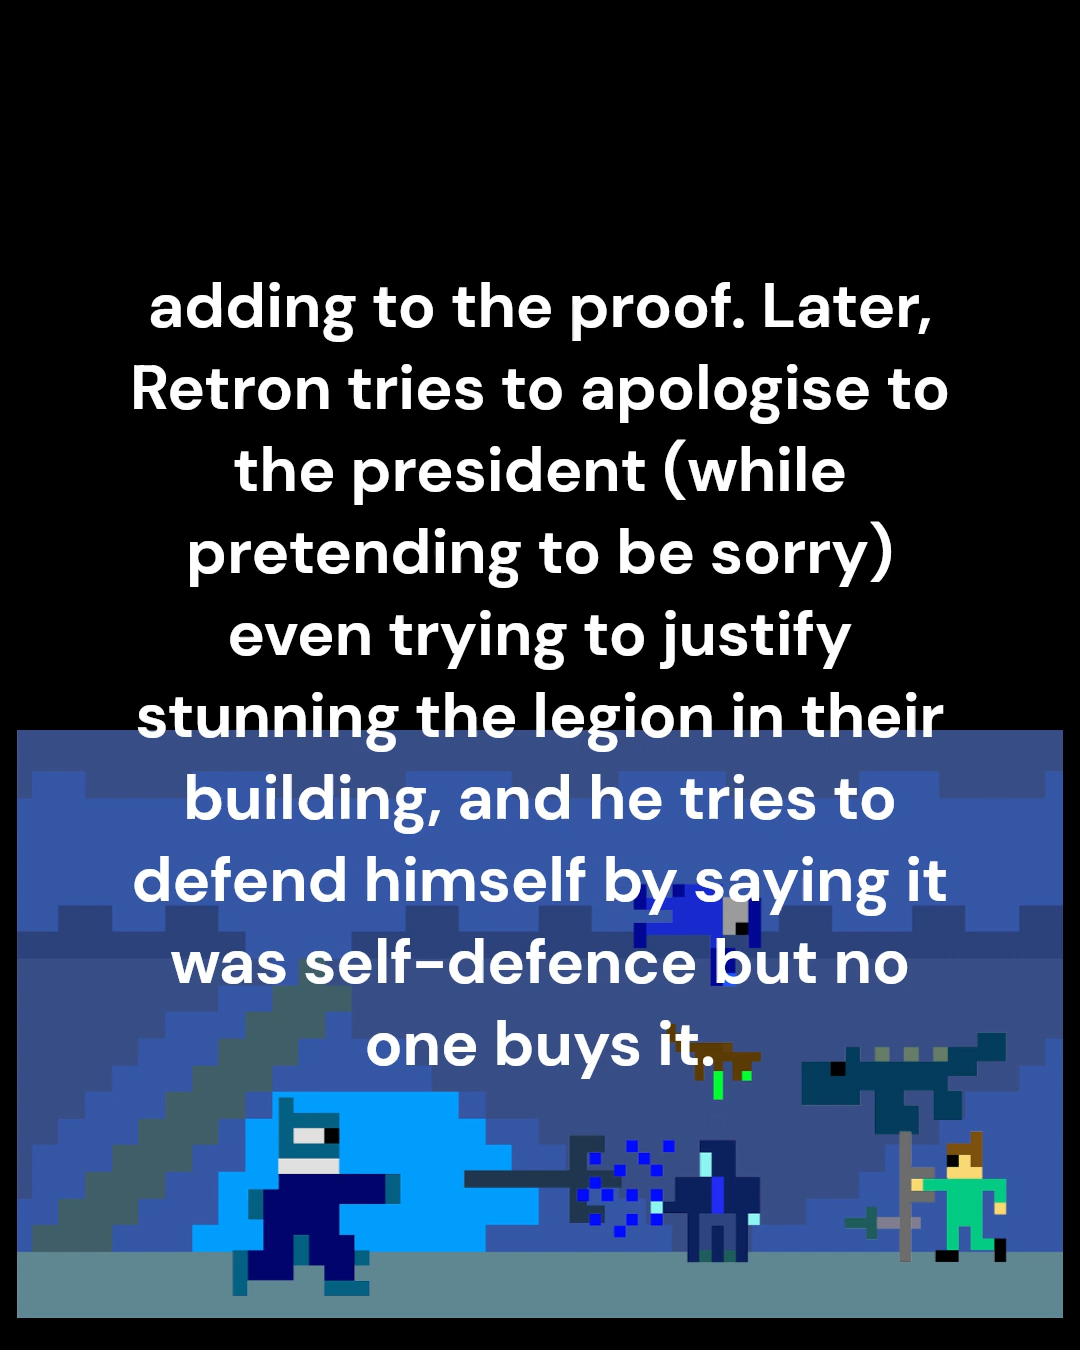 adding to the proof. Later,
Retron tries to apologise to
the president (while
pretending to be sorry)
even trying to justify
stunning the legion in their
building, and he tries to
defend himself by saying it
was self-defence but no
one buys it.